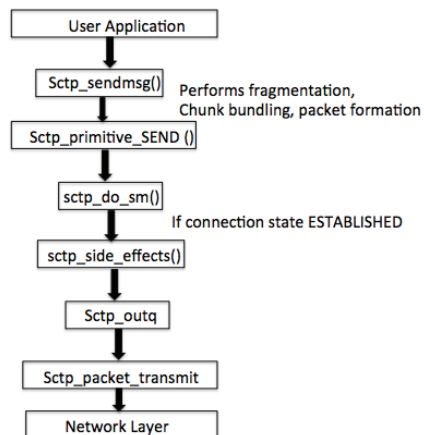 User Application
Sctp_sendmsg()
Performs fragmentation,
Chunk bundling, packet formation
Sctp_primitive_SEND ()
sctp_do_sm()
If connection state ESTABLISHED
sctp_side_effects()
Sctp_outq
Sctp_packet_transmit
Network Layer